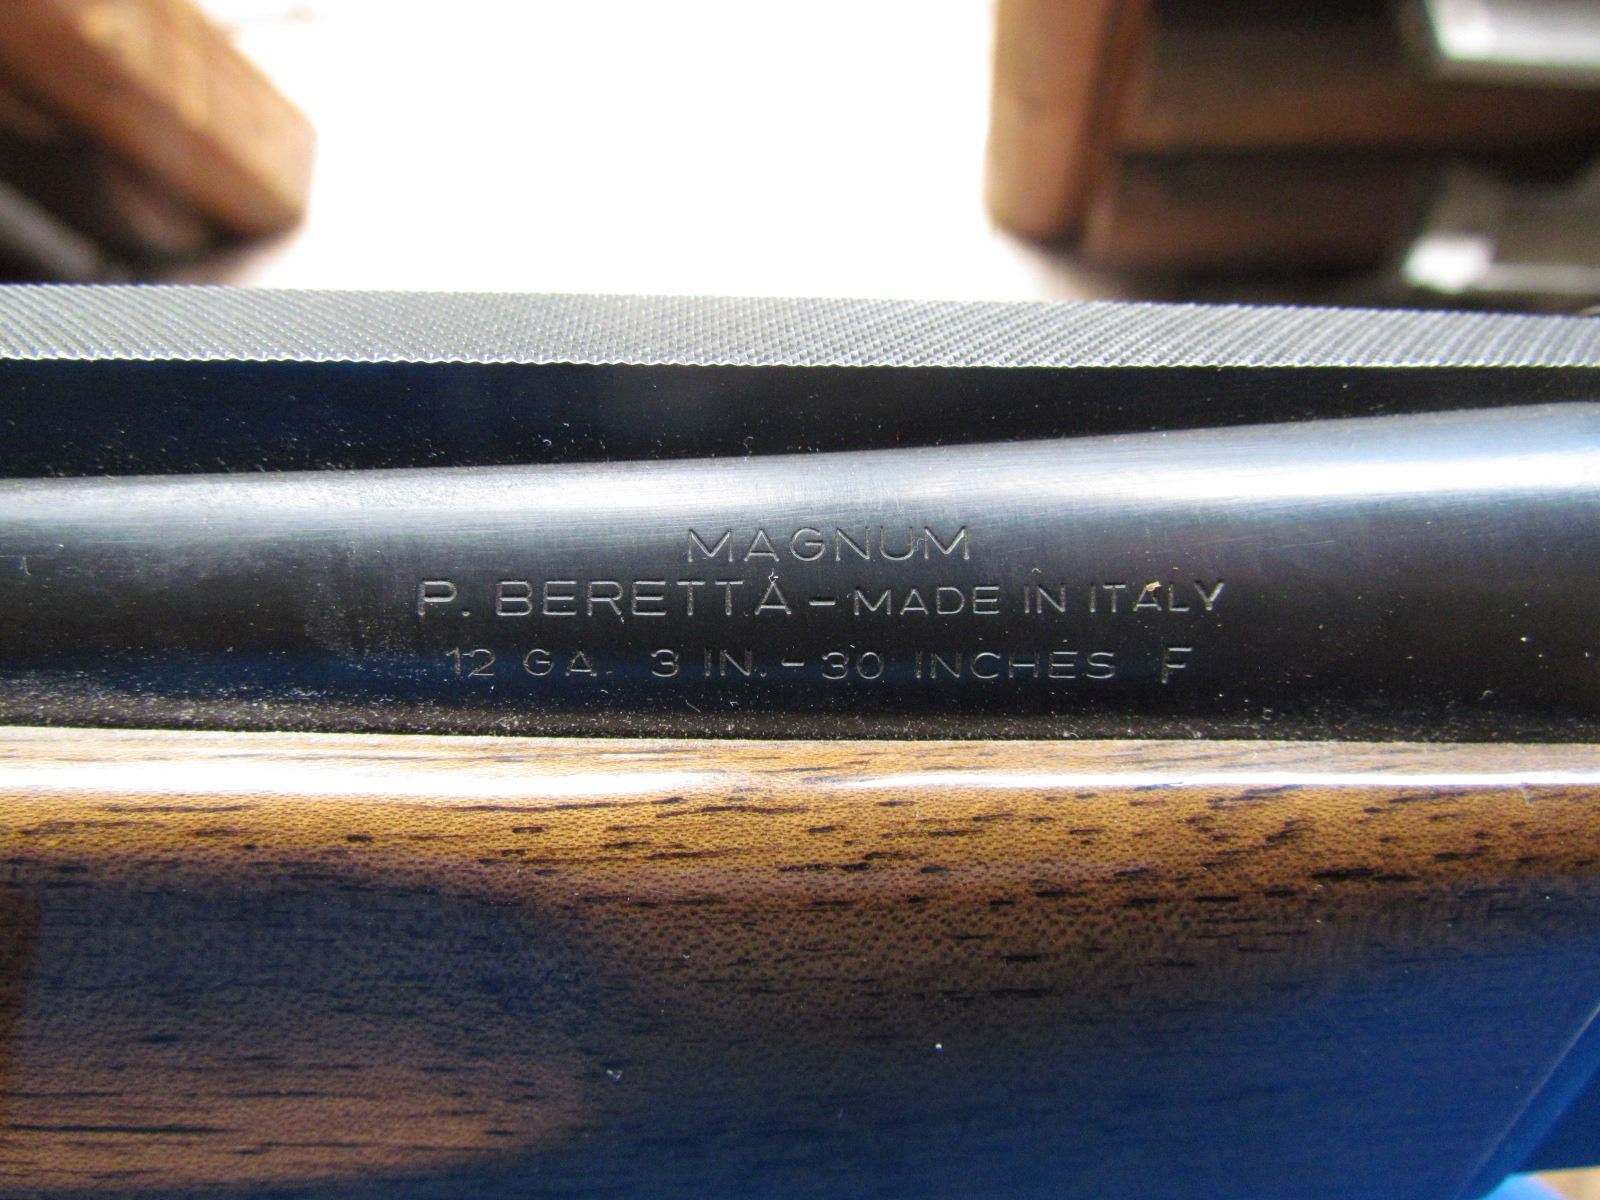 MAGNUM
P. BERETTA - MADE IN ITALY
12 GA. 3 IN. - 30 INCHES F